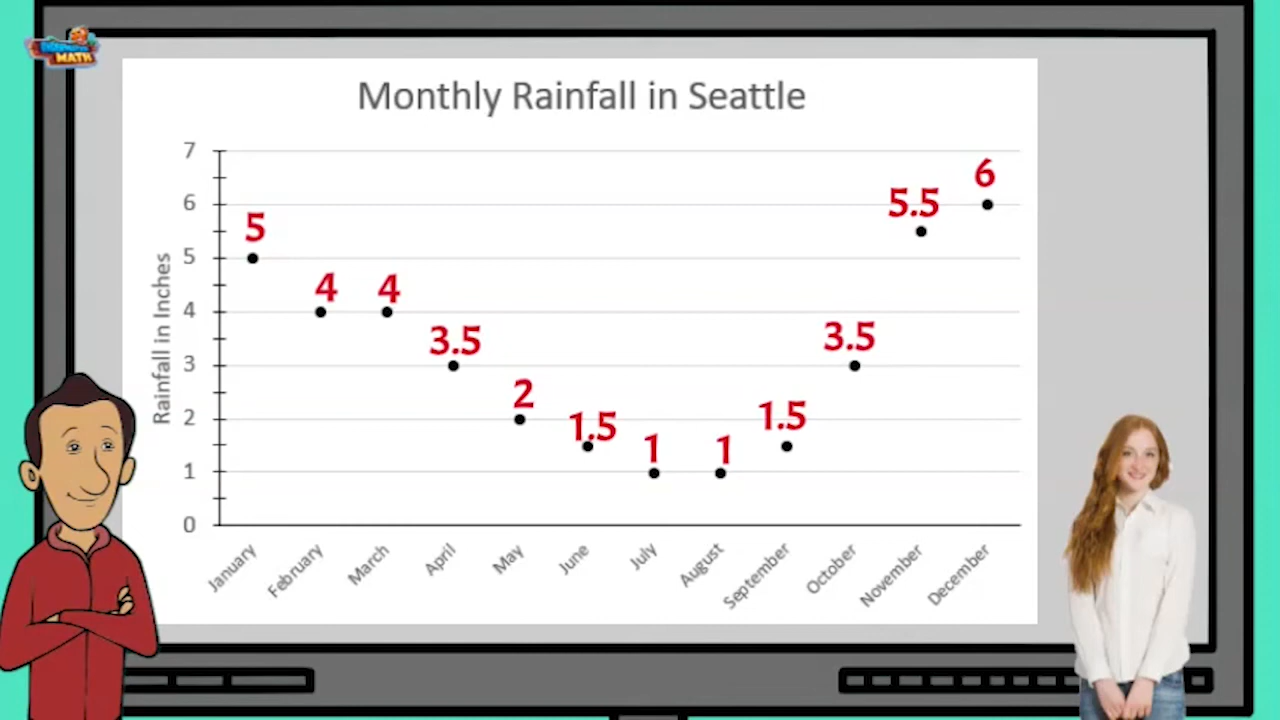 MATH
Monthly Rainfall in Seattle
Rainfall in Inches
7
6
5
4
3
2
1
0
5
4
4
3.5
2
1.5
1
1
1.5
3.5
5.5
6
January
February
March
April
May
June
July
August
September
October
November
December